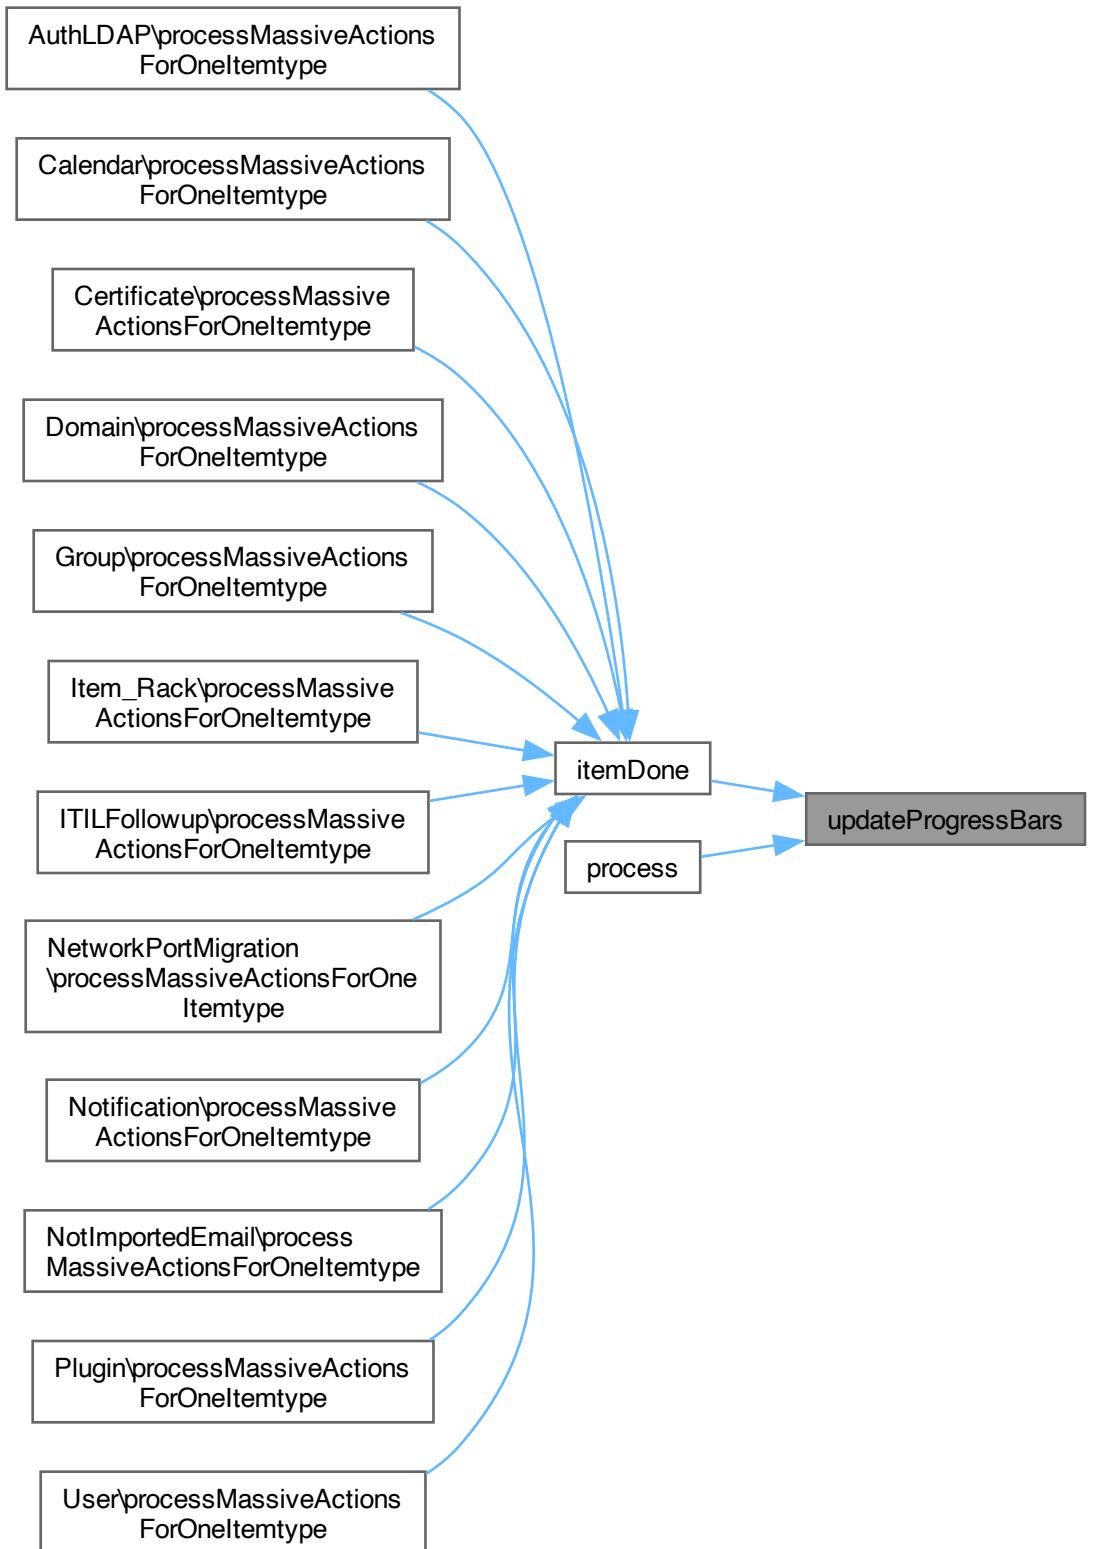 AuthLDAP\processMassiveActions
ForOneItemtype
Calendar\processMassiveActions
ForOneItemtype
Certificate\processMassive
ActionsForOneItemtype
Domain\processMassiveActions
ForOneItemtype
Group\processMassiveActions
ForOneItemtype
Item_Rack\processMassive
ActionsForOneItemtype
ITILFollowup\processMassive
ActionsForOneItemtype
NetworkPortMigration
\processMassiveActionsForOne
Itemtype
Notification\processMassive
ActionsForOneItemtype
NotImportedEmail\process
MassiveActionsForOneItemtype
Plugin\processMassiveActions
ForOneItemtype
User\processMassiveActions
ForOneItemtype
itemDone
process
updateProgressBars